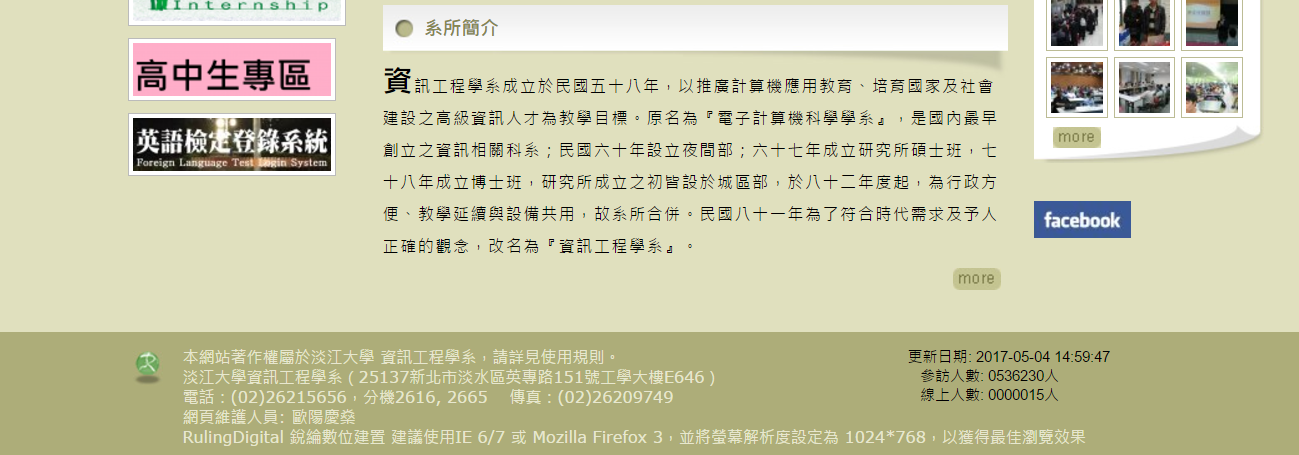 Internship
高中生專區
英語檢定登錄系統
Foreign Language Test Login System
系所簡介
資訊工程學系成立於民國五十八年，以推廣計算機應用教育、培育國家及社會
建設之高級資訊人才為教學目標。原名為『電子計算機科學學系』，是國內最早
創立之資訊相關科系；民國六十年設立夜間部；六十七年成立研究所碩士班，七
十八年成立博士班，研究所成立之初皆設於城區部，於八十二年度起，為行政方
便、教學延續與設備共用，故系所合併。民國八十一年為了符合時代需求及予人
正確的觀念，改名為『資訊工程學系』。
more
more
facebook
本網站著作權屬於淡江大學 資訊工程學系，請詳見使用規則。
淡江大學資訊工程學系 ( 25137新北市淡水區英專路151號工學大樓E646 )
電話：(02)26215656，分機2616, 2665 傳真：(02)26209749
網頁維護人員: 歐陽慶燊
RulingDigital 銳綸數位建置 建議使用IE 6/7 或 Mozilla Firefox 3，並將螢幕解析度設定為 1024*768，以獲得最佳瀏覽效果
更新日期: 2017-05-04 14:59:47
參訪人數: 0536230人
線上人數: 0000015人